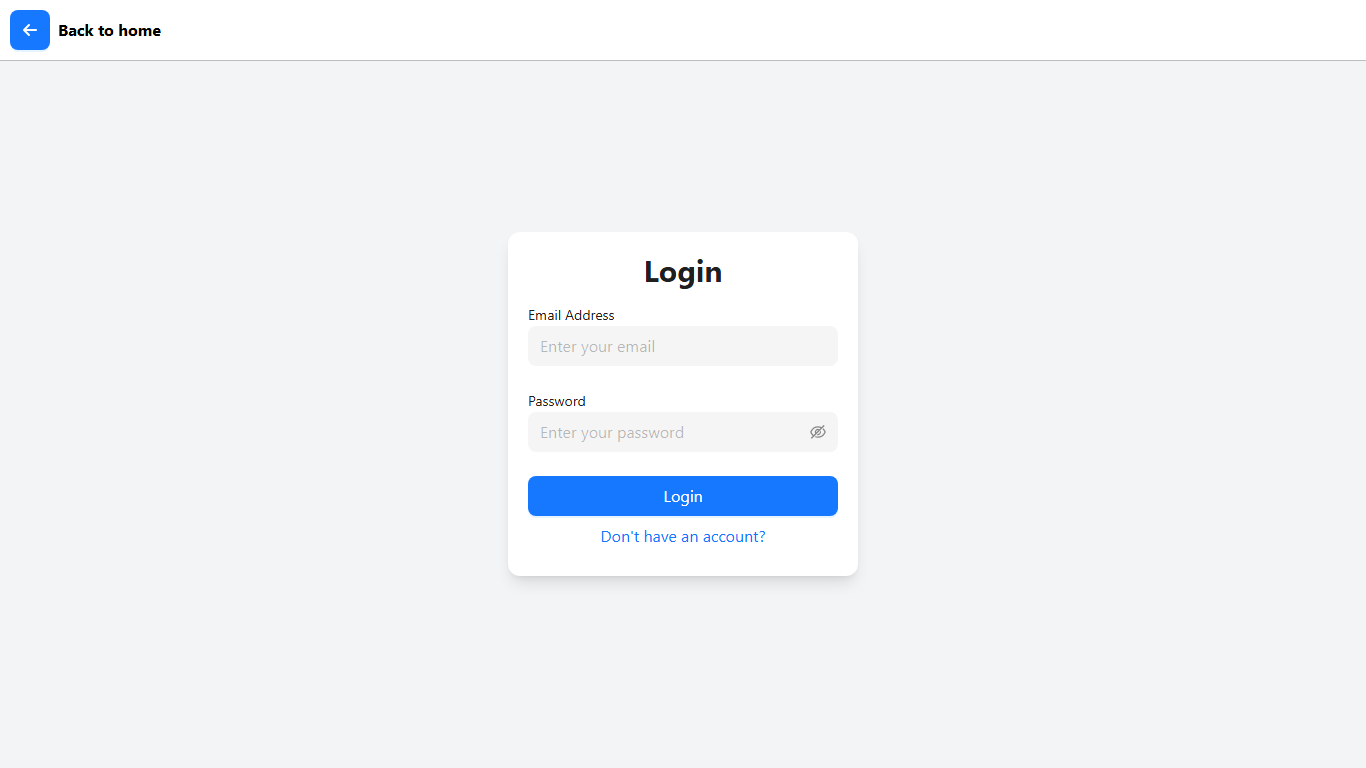 Back to home
Login
Email Address
Enter your email
Password
Enter your password
Login
Don't have an account?